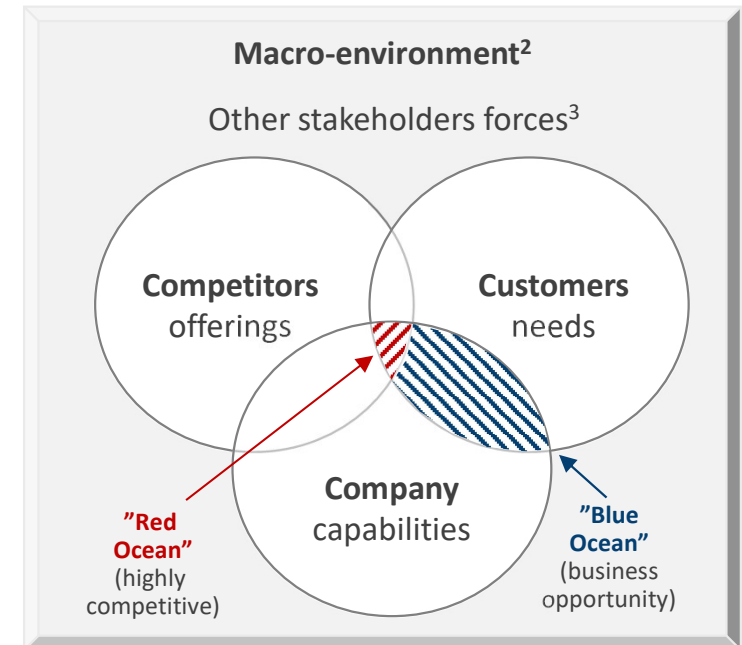 Macro-environment²
Other stakeholders forces³
Competitors
offerings
Customers
needs
Company
capabilities
”Red
Ocean”
(highly
competitive)
”Blue
Ocean”
(business
opportunity)